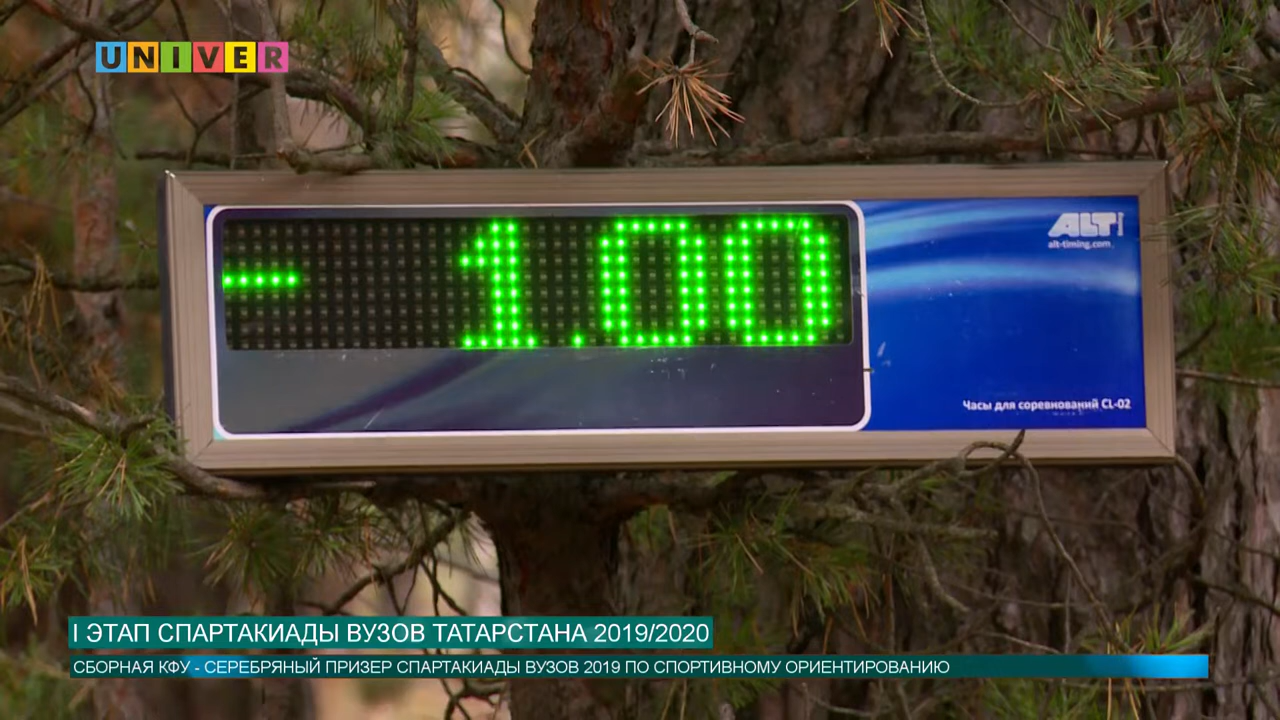 UNIVER
- 1.00
ALT
alt-timing.com
Часы для соревнований CL-02
I ЭТАП СПАРТАКИАДЫ ВУЗОВ ТАТАРСТАНА 2019/2020
СБОРНАЯ КФУ - СЕРЕБРЯНЫЙ ПРИЗЕР СПАРТАКИАДЫ ВУЗОВ 2019 ПО СПОРТИВНОМУ ОРИЕНТИРОВАНИЮ